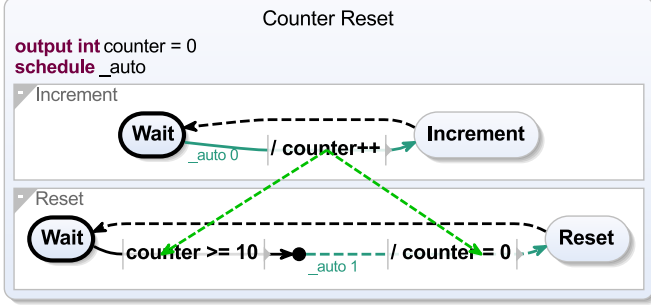 Counter Reset
output int counter = 0
schedule _auto
- Increment
Wait
_auto 0
/ counter++
Increment
- Reset
Wait
counter >= 10
_auto 1
/ counter = 0
Reset